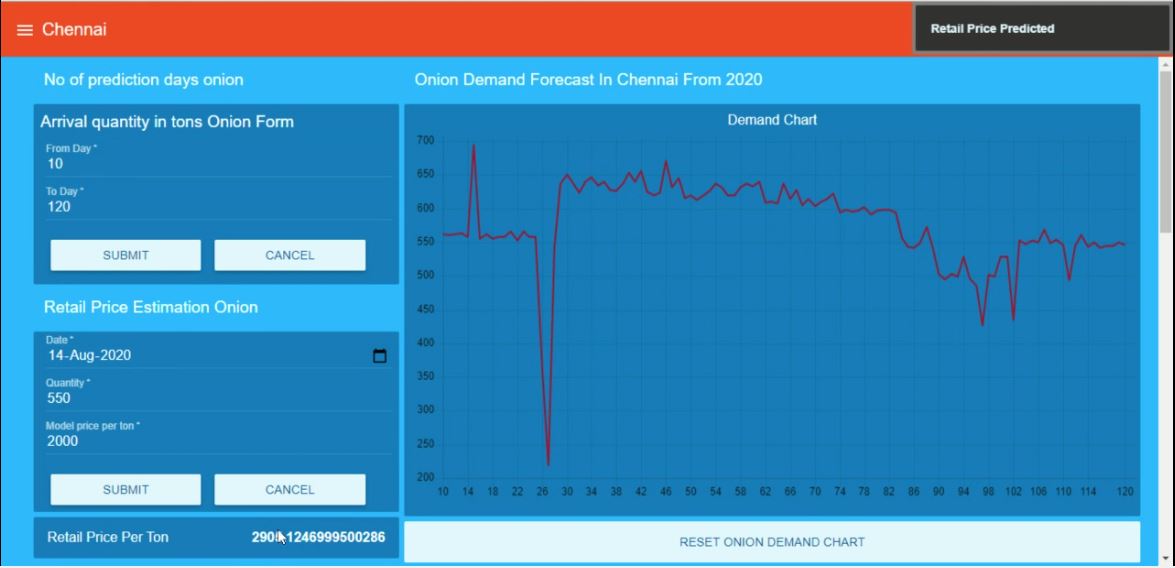 Chennai
Retail Price Predicted
No of prediction days onion
Arrival quantity in tons Onion Form
From Day *
10
To Day *
120
SUBMIT CANCEL
Retail Price Estimation Onion
Date *
14-Aug-2020
Quantity *
550
Model price per ton *
2000
SUBMIT CANCEL
Retail Price Per Ton
Onion Demand Forecast In Chennai From 2020
Demand Chart
700
650
600
550
500
450
400
350
300
250
200
10 14 18 22 26 30 34 38 42 46 50 54 58 62 66 70 74 78 82 86 90 94 98 102 106 110 114 120
RESET ONION DEMAND CHART